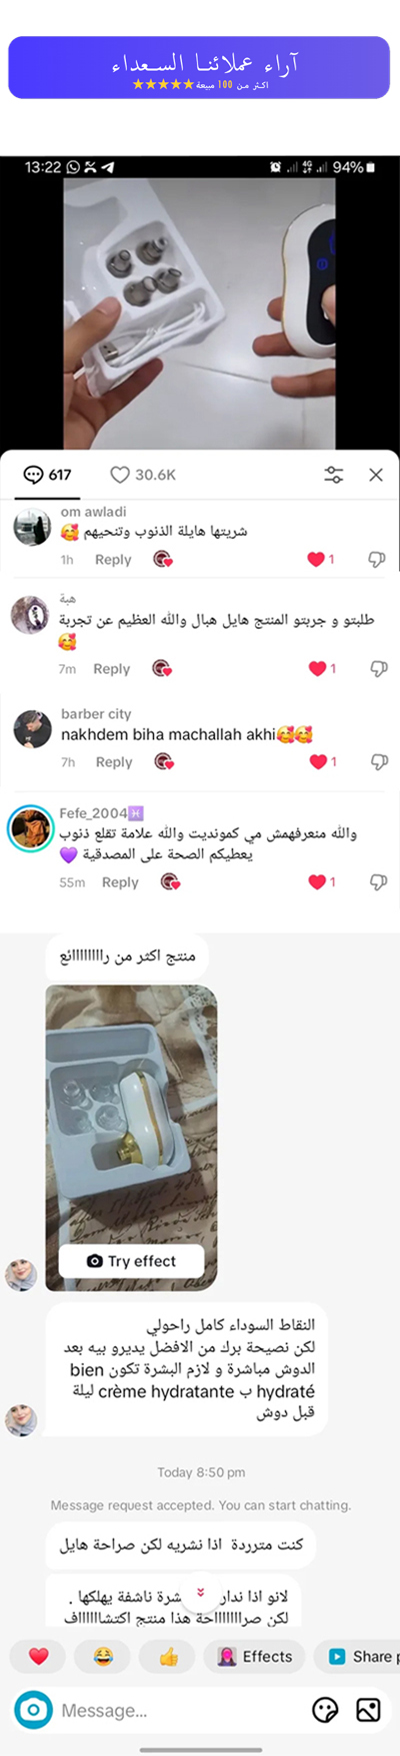 آراء عملائنا السعداء
اكثر من 100 مبيعة ★★★★★
13:22 94%
617 30.6K
om awladi
شريتها هايلة الذنوب وتنحيهم 🥰
1h Reply 1
هبة
طلبتو و جربتو المنتج هايل هبال والله العظيم عن تجربة
🥰
7m Reply 1
barber city
nakhdem biha machallah akhi🥰🥰
7h Reply 1
Fefe_2004
والله منعرفهمش مي كمونديت والله علامة تقلع ذنوب
يعطيكم الصحة على المصدقية 💜
55m Reply 1
منتج اكثر من راااااااائع
Try effect
النقاط السوداء كامل راحولي
لكن نصيحة برك من الافضل يديرو بيه بعد
الدوش مباشرة و لازم البشرة تكون bien
hydraté ب crème hydratante ليلة
قبل دوش
Today 8:50 pm
Message request accepted. You can start chatting.
كنت مترردة اذا نشريه لكن صراحة هايل
لانو اذا ندار شرة ناشفة يهلكها .
لكن صرااااااحة هذا منتج اكتشااااااف
❤️ 😂 👍 Effects Share
Message...